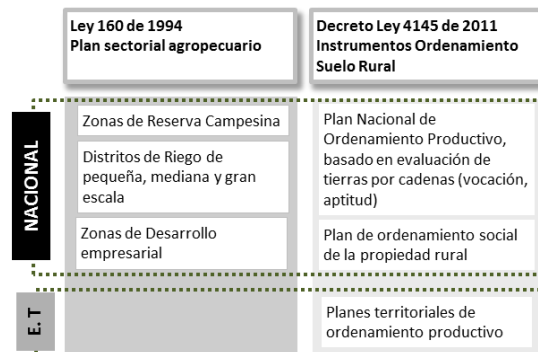 Ley 160 de 1994
Plan sectorial agropecuario
Decreto Ley 4145 de 2011
Instrumentos Ordenamiento
Suelo Rural
NACIONAL
Zonas de Reserva Campesina
Distritos de Riego de
pequeña, mediana y gran
escala
Zonas de Desarrollo
empresarial
Plan Nacional de
Ordenamiento Productivo,
basado en evaluación de
tierras por cadenas (vocación,
aptitud)
Plan de ordenamiento social
de la propiedad rural
E. T
Planes territoriales de
ordenamiento productivo